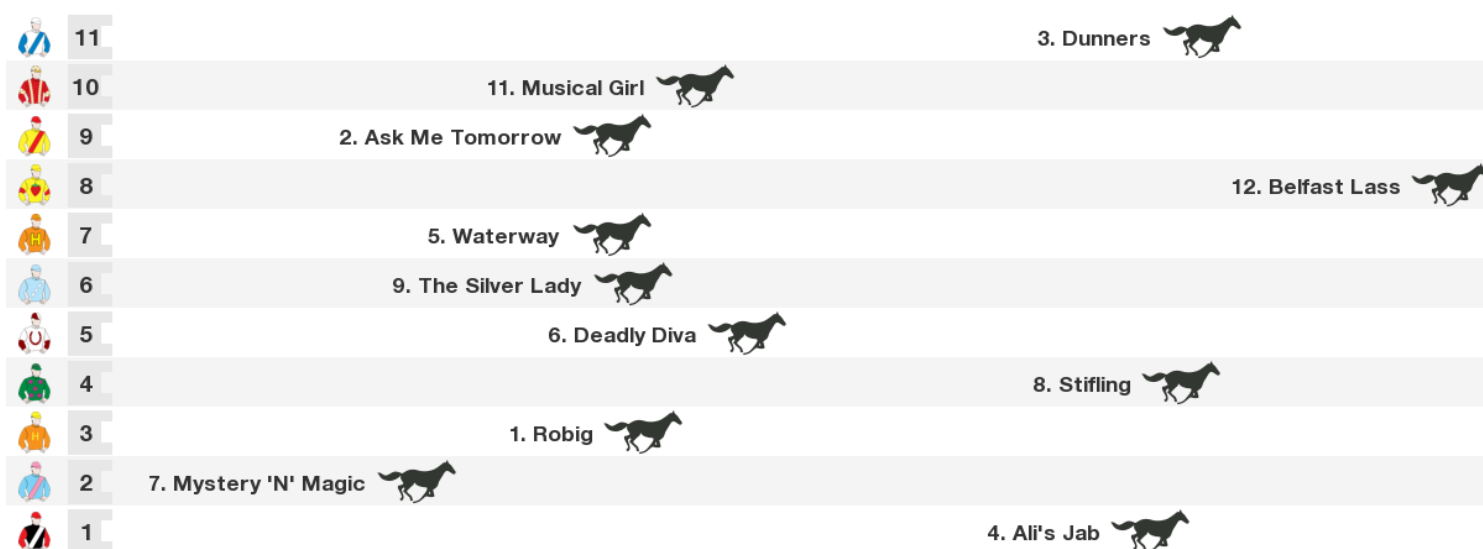 11 3. Dunners
10 11. Musical Girl
9 2. Ask Me Tomorrow
8 12. Belfast Lass
H 7 5. Waterway
6 9. The Silver Lady
5 6. Deadly Diva
4 8. Stifling
H 3 1. Robig
2 7. Mystery 'N' Magic
1 4. Ali's Jab